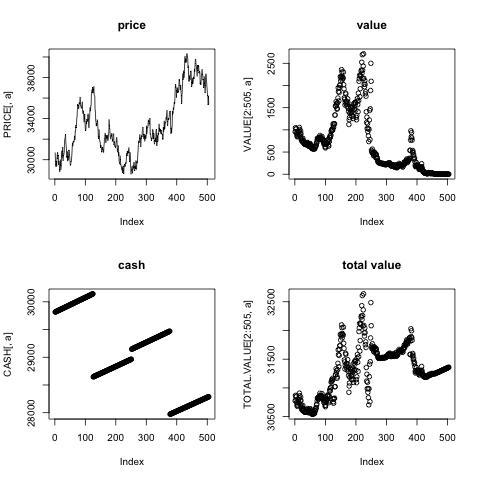 price
PRICE[, a]
30000 34000 38000
0 100 200 300 400 500
Index
value
VALUE[2:505, a]
0 500 1500 2500
0 100 200 300 400 500
Index
cash
CASH[, a]
28000 29000 30000
0 100 200 300 400 500
Index
total value
TOTAL.VALUE[2:505, a]
30500 31500 32500
0 100 200 300 400 500
Index